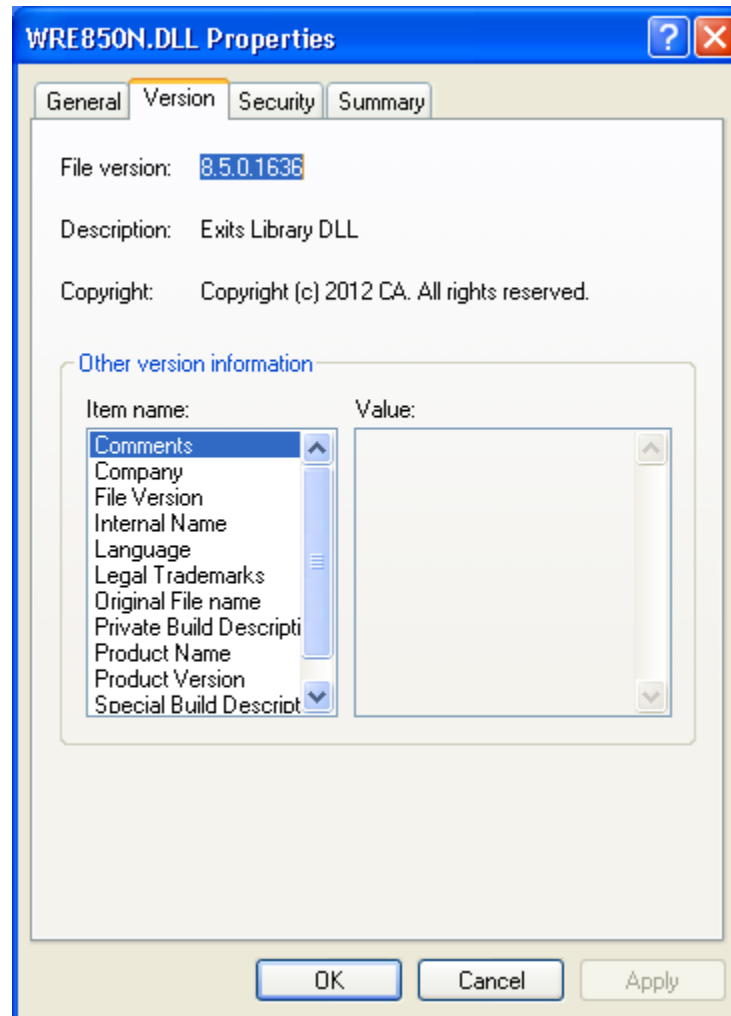 WRE850N.DLL Properties
General Version Security Summary
File version: 8.5.0.1636
Description: Exits Library DLL
Copyright: Copyright (c) 2012 CA. All rights reserved.
Other version information
Item name: Value:
Comments
Company
File Version
Internal Name
Language
Legal Trademarks
Original File name
Private Build Descripti
Product Name
Product Version
Special Build Descript
OK Cancel Apply